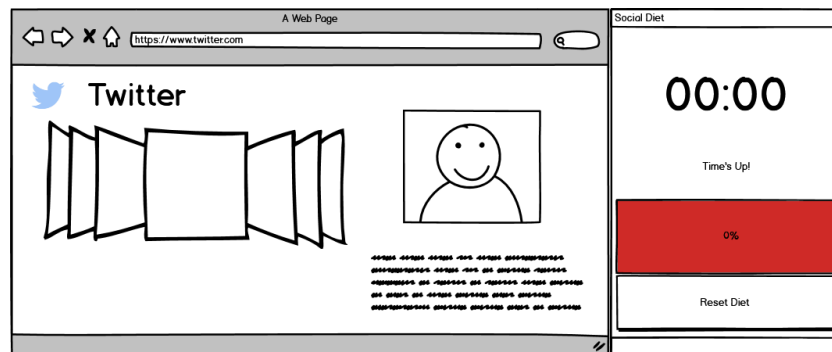 A Web Page
https://www.twitter.com
Twitter
Social Diet
00:00
Time's Up!
0%
Reset Diet